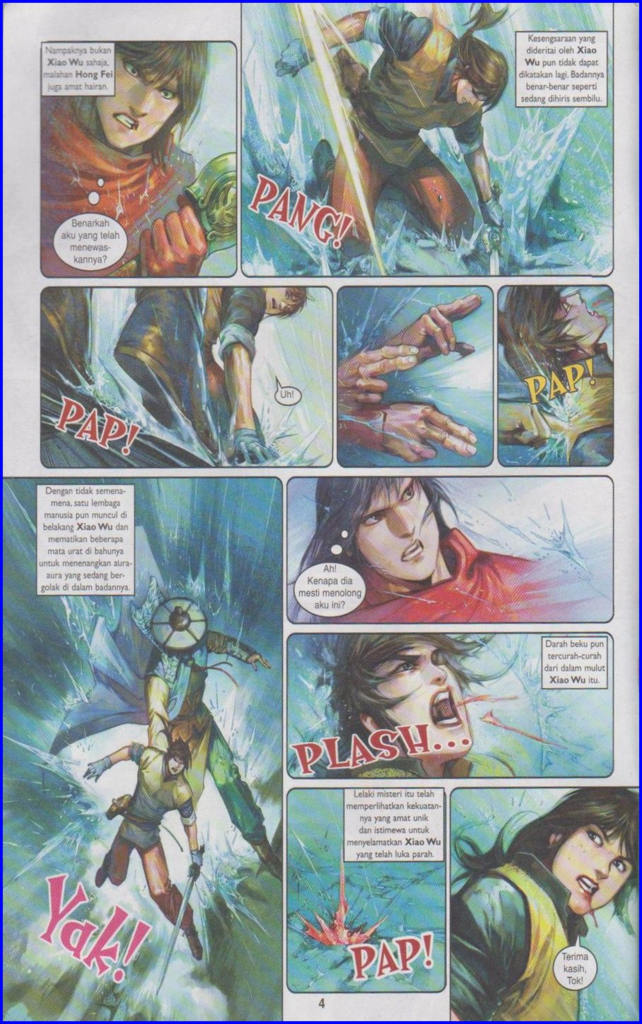 Nampaknya bukan
Xiao Wu sahaja,
malahan Hong Fei
juga amat hairan.
Benarkah
aku yang telah
menewas-
kannya?
Kesengsaraan yang
dideritai oleh Xiao
Wu pun tidak dapat
dikatakan lagi. Badannya
benar-benar seperti
sedang dihiris sembilu.
PANG!
PAP!
Uh!
PAP!
Dengan tidak semena-
mena, satu lembaga
manusia pun muncul di
belakang Xiao Wu dan
mematikan beberapa
mata urat di bahunya
untuk menenangkan aura-
aura yang sedang ber-
golak di dalam badannya.
Yak!
Ah!
Kenapa dia
mesti menolong
aku ini?
Darah beku pun
tercurah-curah
dari dalam mulut
Xiao Wu itu.
PLASH...
Lelaki misteri itu telah
memperlihatkan kekuatan-
nya yang amat unik
dan istimewa untuk
menyelamatkan Xiao Wu
yang telah luka parah.
PAP!
Terima
kasih,
Tok!
4